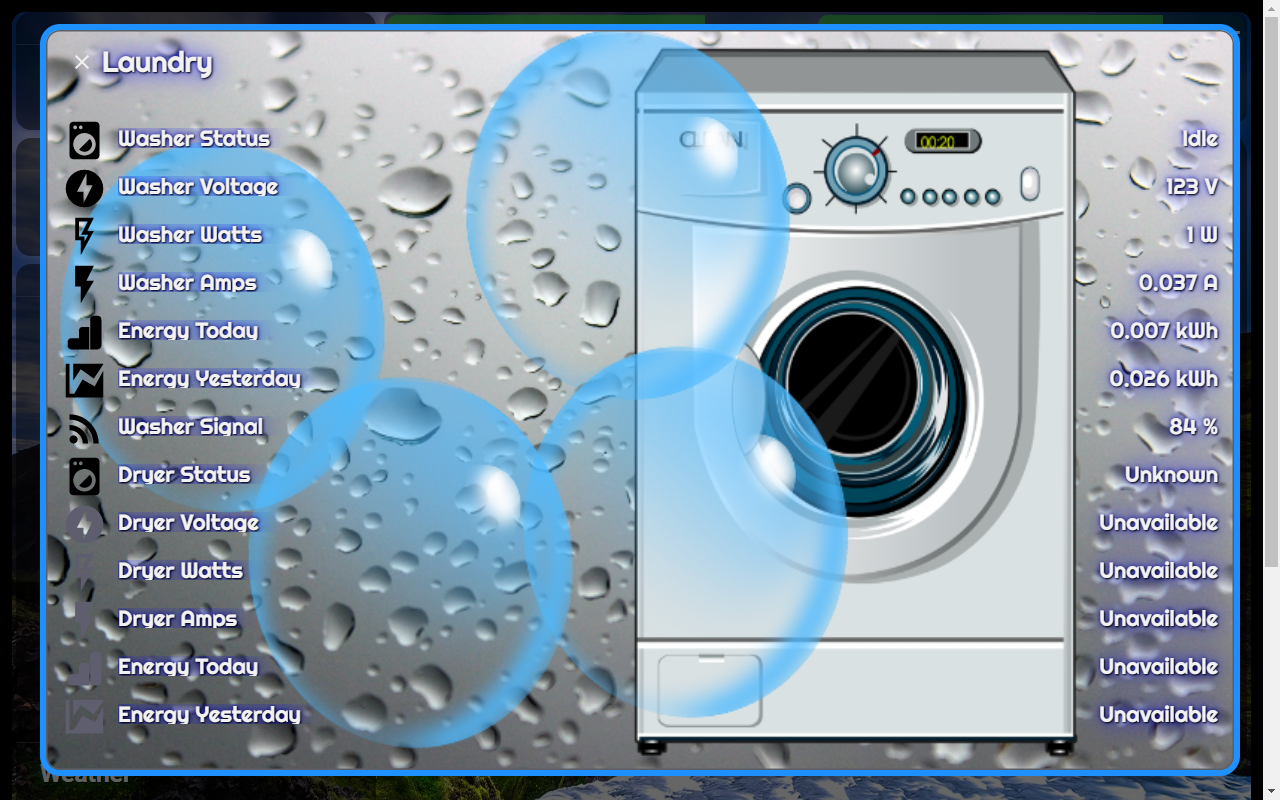 Laundry
Washer Status Idle
Washer Voltage 123 V
Washer Watts 1 W
Washer Amps 0.037 A
Energy Today 0.007 kWh
Energy Yesterday 0.026 kWh
Washer Signal 84 %
Dryer Status Unknown
Dryer Voltage Unavailable
Dryer Watts Unavailable
Dryer Amps Unavailable
Energy Today Unavailable
Energy Yesterday Unavailable
CLEAN
00:20
Weather